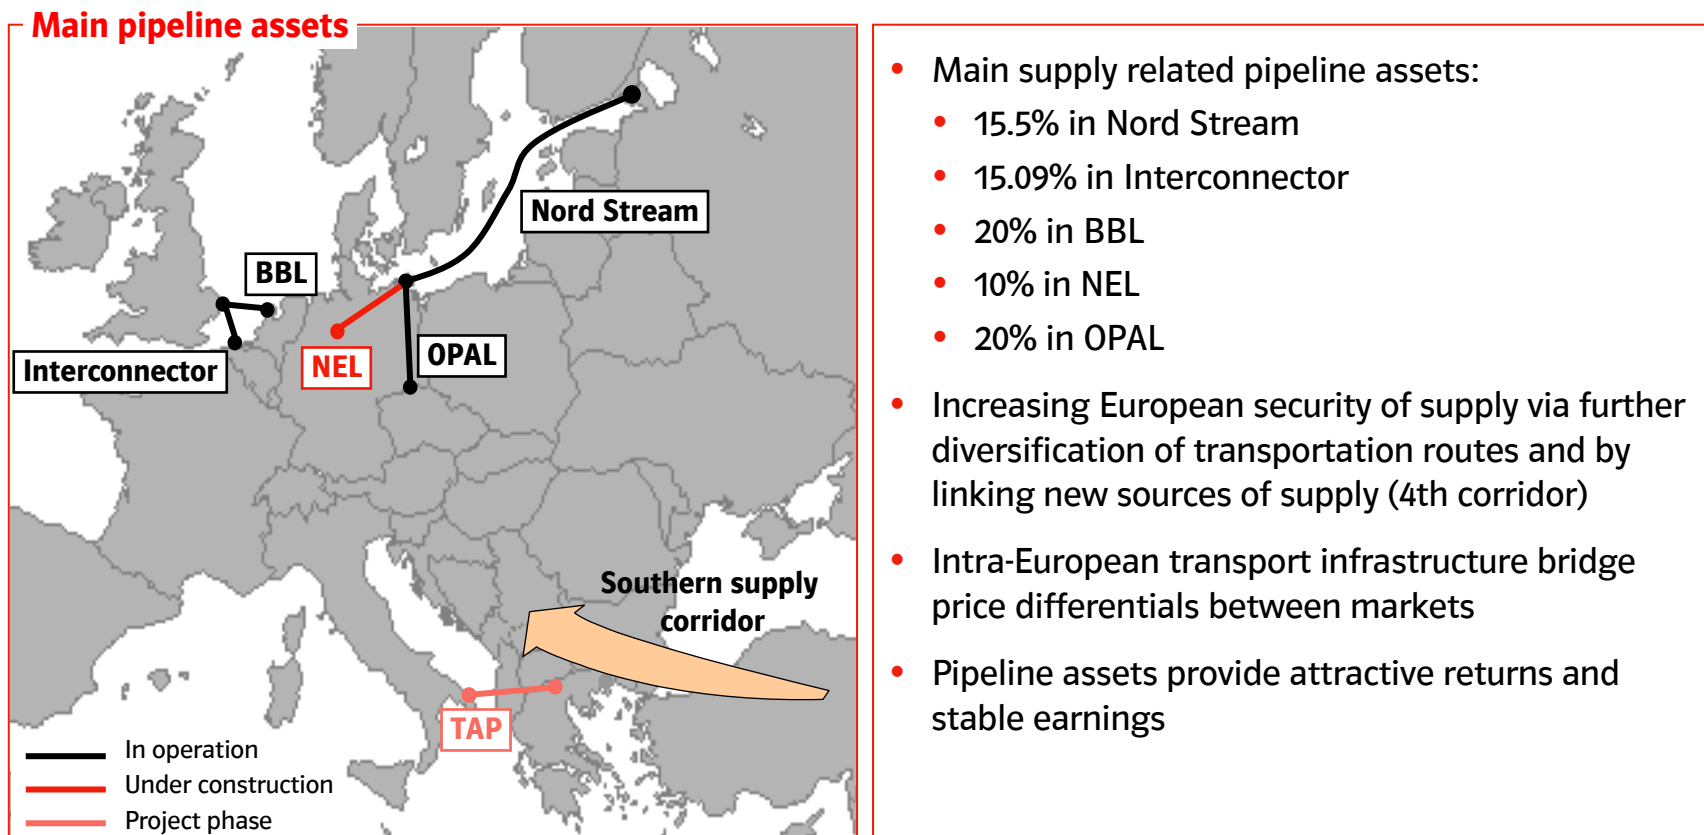 Main pipeline assets
Nord Stream
BBL
Interconnector
NEL
OPAL
Southern supply
corridor
TAP
In operation
Under construction
Project phase
• Main supply related pipeline assets:
• 15.5% in Nord Stream
• 15.09% in Interconnector
• 20% in BBL
• 10% in NEL
• 20% in OPAL
• Increasing European security of supply via further
diversification of transportation routes and by
linking new sources of supply (4th corridor)
• Intra-European transport infrastructure bridge
price differentials between markets
• Pipeline assets provide attractive returns and
stable earnings